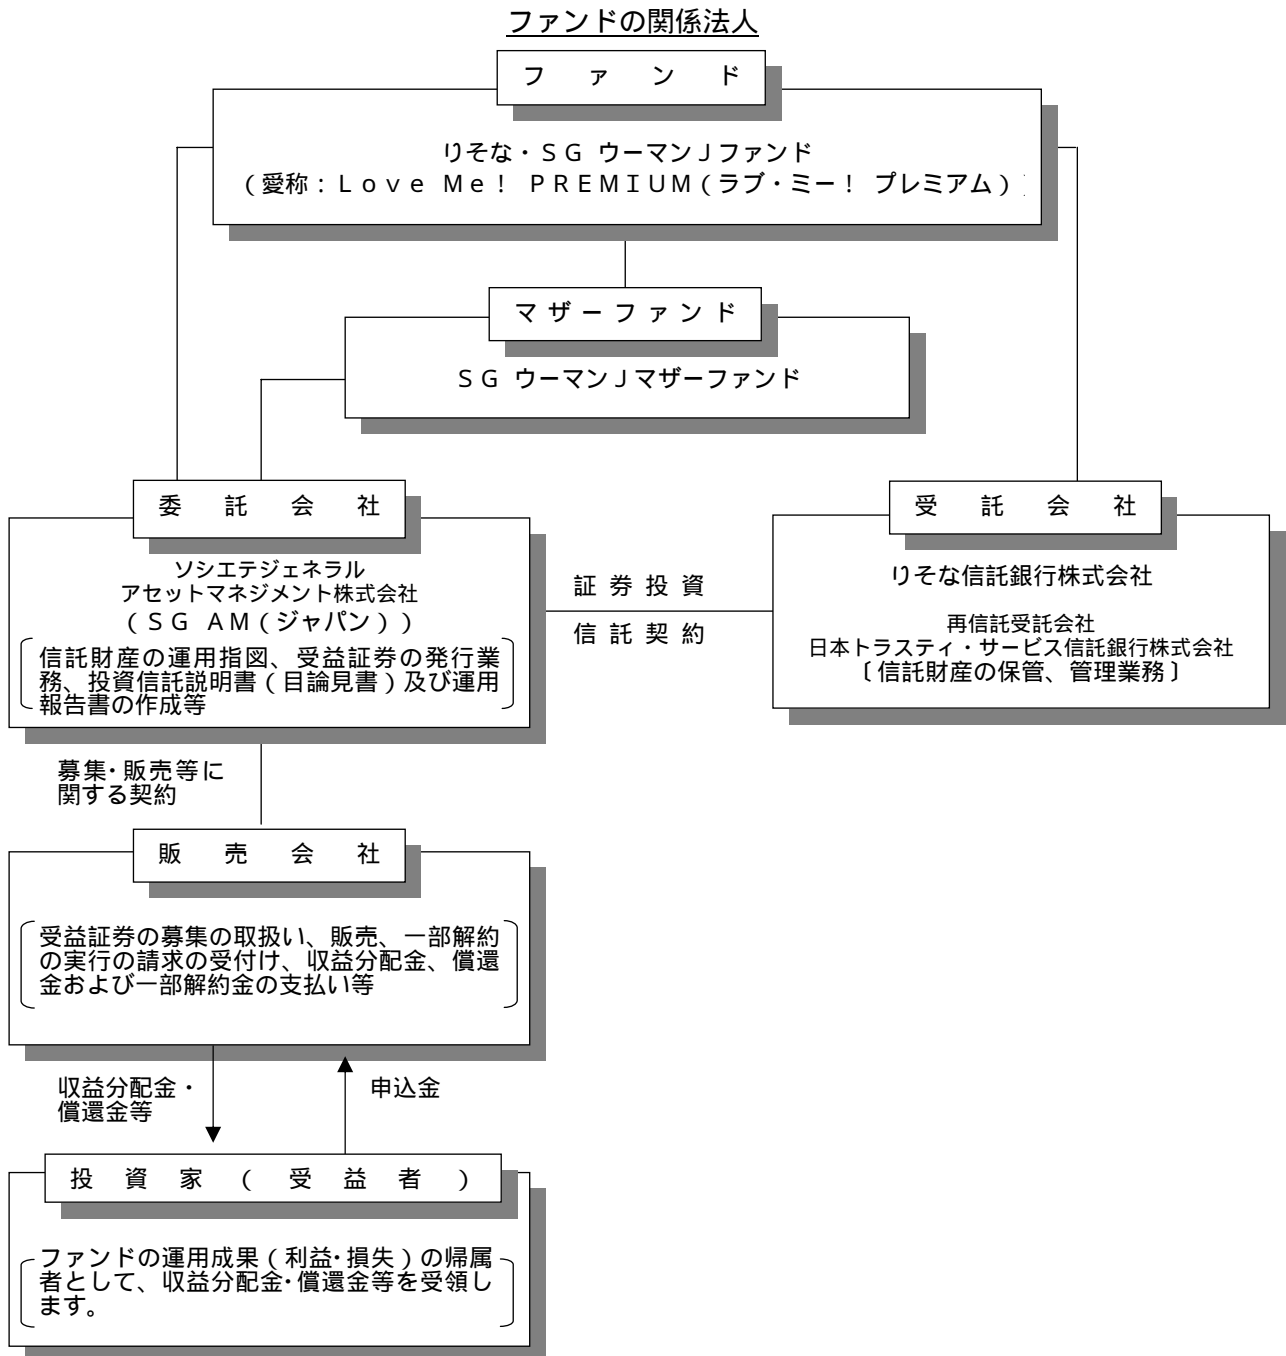 ファンドの関係法人
ファンド
りそな・ＳＧ ウーマンＪファンド
（愛称：Ｌｏｖｅ Ｍｅ！ ＰＲＥＭＩＵＭ（ラブ・ミー！ プレミアム）
マザーファンド
ＳＧ ウーマンＪマザーファンド
委託会社
ソシエテジェネラル
アセットマネジメント株式会社
（ＳＧ ＡＭ（ジャパン））
信託財産の運用指図、受益証券の発行業
務、投資信託説明書（目論見書）及び運用
報告書の作成等
証券投資
信託契約
受託会社
りそな信託銀行株式会社
再信託受託会社
日本トラスティ・サービス信託銀行株式会社
〔信託財産の保管、管理業務〕
募集･販売等に
関する契約
販売会社
受益証券の募集の取扱い、販売、一部解約
の実行の請求の受付け、収益分配金、償還
金および一部解約金の支払い等
収益分配金・
償還金等
申込金
投資家（受益者）
ファンドの運用成果（利益･損失）の帰属
者として、収益分配金･償還金等を受領し
ます。